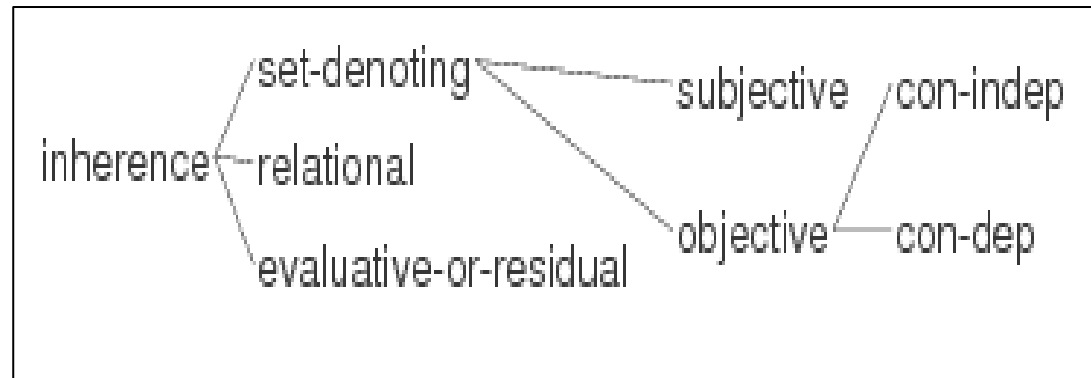 set-denoting
subjective con-indep
inherence relational
objective con-dep
evaluative-or-residual